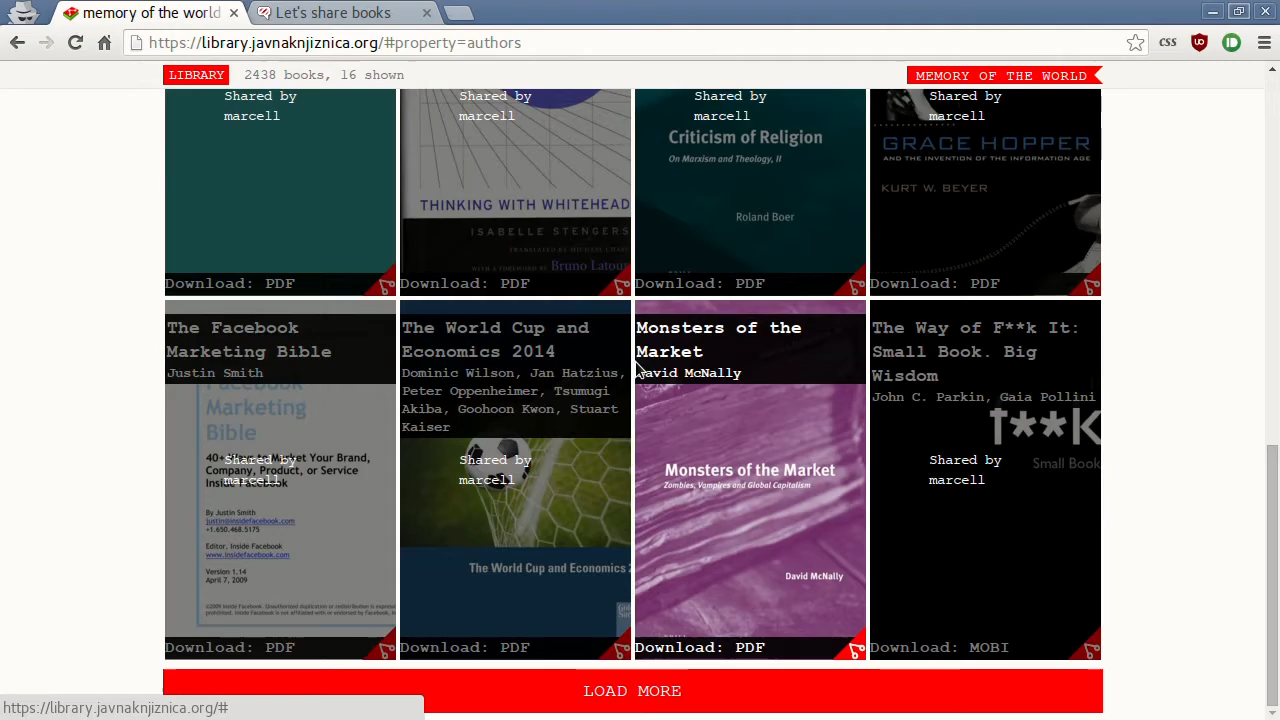 memory of the world
Let's share books
https://library.javnaknjiznica.org/#property=authors
css
LIBRARY 2438 books, 16 shown
MEMORY OF THE WORLD
Shared by
marcell
Download: PDF
Shared by
marcell
THINKING WITH WHITEHEAD
ISABELLE STENGERS
Bruno Latour
Download: PDF
Shared by
marcell
Criticism of Religion
On Marxism and Theology, II
Roland Boer
Download: PDF
Shared by
marcell
GRACE HOPPER
AND THE INVENTION OF THE INFORMATION AGE
KURT W. BEYER
Download: PDF
The Facebook
Marketing Bible
Justin Smith
Facebook
Marketing
Bible
40+ Ways to Market Your Brand,
Company, Product, or Service
Inside Facebook
Shared by
marcell
By Justin Smith
justin@insidefacebook.com
+1.650.468.5175
Editor, Inside Facebook
www.insidefacebook.com
Version 1.14
April 7, 2009
Download: PDF
The World Cup and
Economics 2014
Dominic Wilson, Jan Hatzius,
Peter Oppenheimer, Tsumugi
Akiba, Goohoon Kwon, Stuart
Kaiser
Shared by
marcell
The World Cup and Economics 2
Download: PDF
Monsters of the
Market
David McNally
Monsters of the Market
Zombies, Vampires and Global Capitalism
David McNally
Download: PDF
The Way of F**k It:
Small Book. Big
Wisdom
John C. Parkin, Gaia Pollini
f**k
Small Book
Shared by
marcell
Download: MOBI
LOAD MORE
https://library.javnaknjiznica.org/#